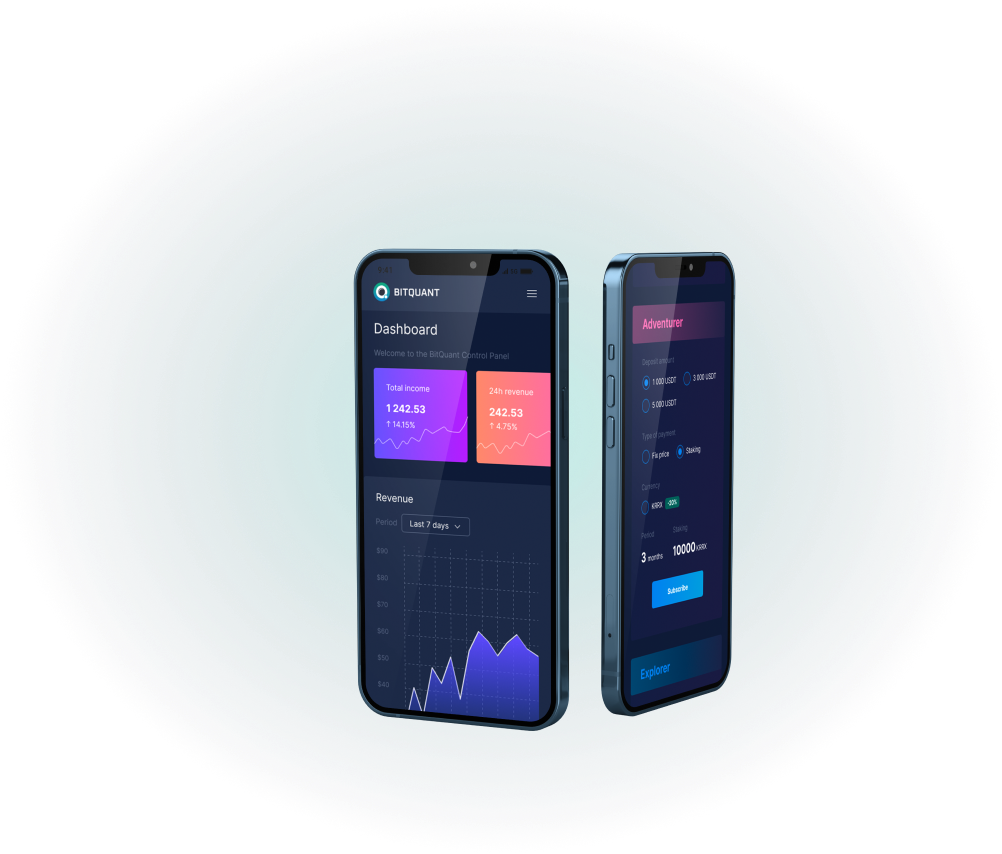 9:41
BITQUANT
Dashboard
Welcome to the BitQuant Control Panel
Total income
1 242.53
↑ 14.15%
24h revenue
242.53
↑ 4.75%
Revenue
Period
Last 7 days
$90
$80
$70
$60
$50
$40
Adventurer
Deposit amount
1 000 USDT
3 000 USDT
5 000 USDT
Type of payment
Fix price
Staking
Currency
KRRX
-30%
Period
Staking
3 months
10000 KRRX
Subscribe
Explorer